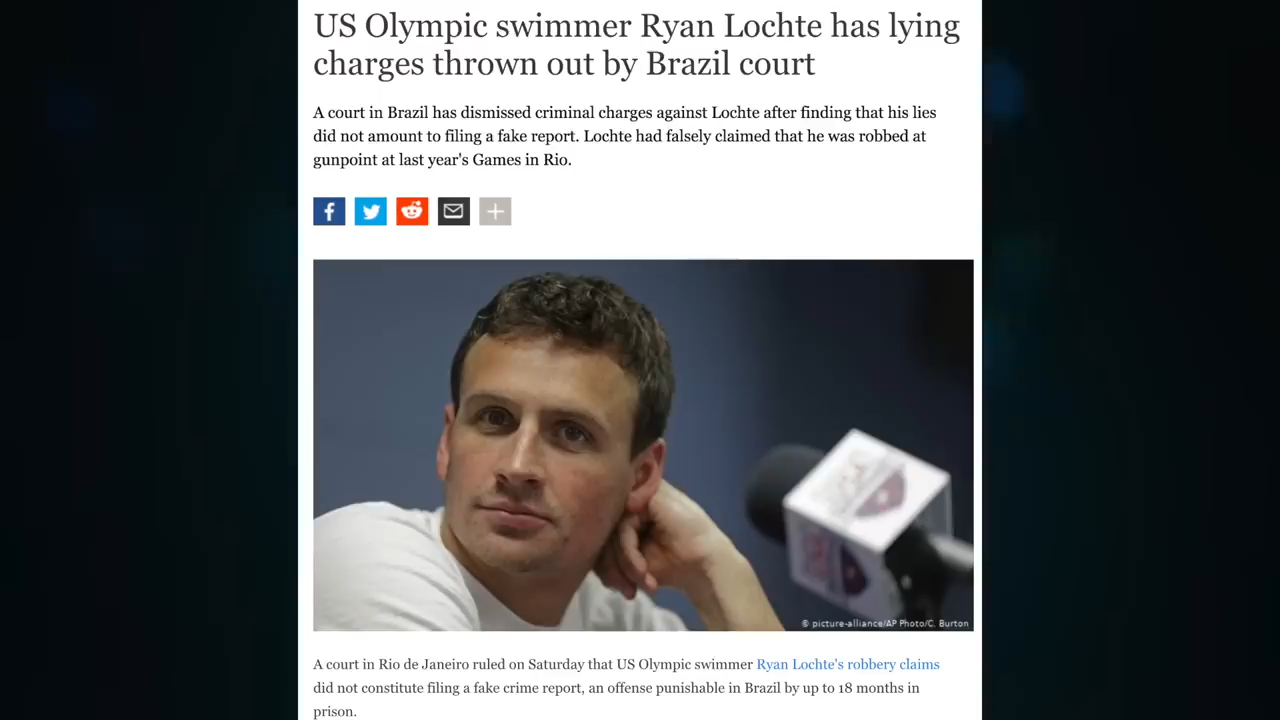 US Olympic swimmer Ryan Lochte has lying
charges thrown out by Brazil court
A court in Brazil has dismissed criminal charges against Lochte after finding that his lies
did not amount to filing a fake report. Lochte had falsely claimed that he was robbed at
gunpoint at last year's Games in Rio.
© picture-alliance/AP Photo/C. Burton
A court in Rio de Janeiro ruled on Saturday that US Olympic swimmer Ryan Lochte's robbery claims
did not constitute filing a fake crime report, an offense punishable in Brazil by up to 18 months in
prison.